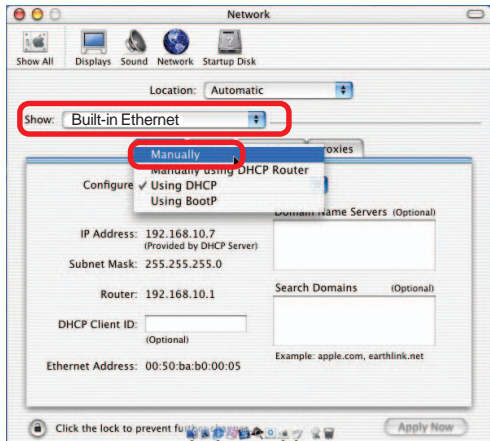 Network
Show All Displays Sound Network Startup Disk
Location: Automatic
Show: Built-in Ethernet
Proxies
Manually
Manually using DHCP Router
Configure ✓ Using DHCP
Using BootP
Domain Name Servers (Optional)
IP Address: 192.168.10.7
(Provided by DHCP Server)
Subnet Mask: 255.255.255.0
Router: 192.168.10.1
Search Domains (Optional)
DHCP Client ID:
(Optional)
Example: apple.com, earthlink.net
Ethernet Address: 00:50:ba:b0:00:05
Click the lock to prevent further
Apply Now